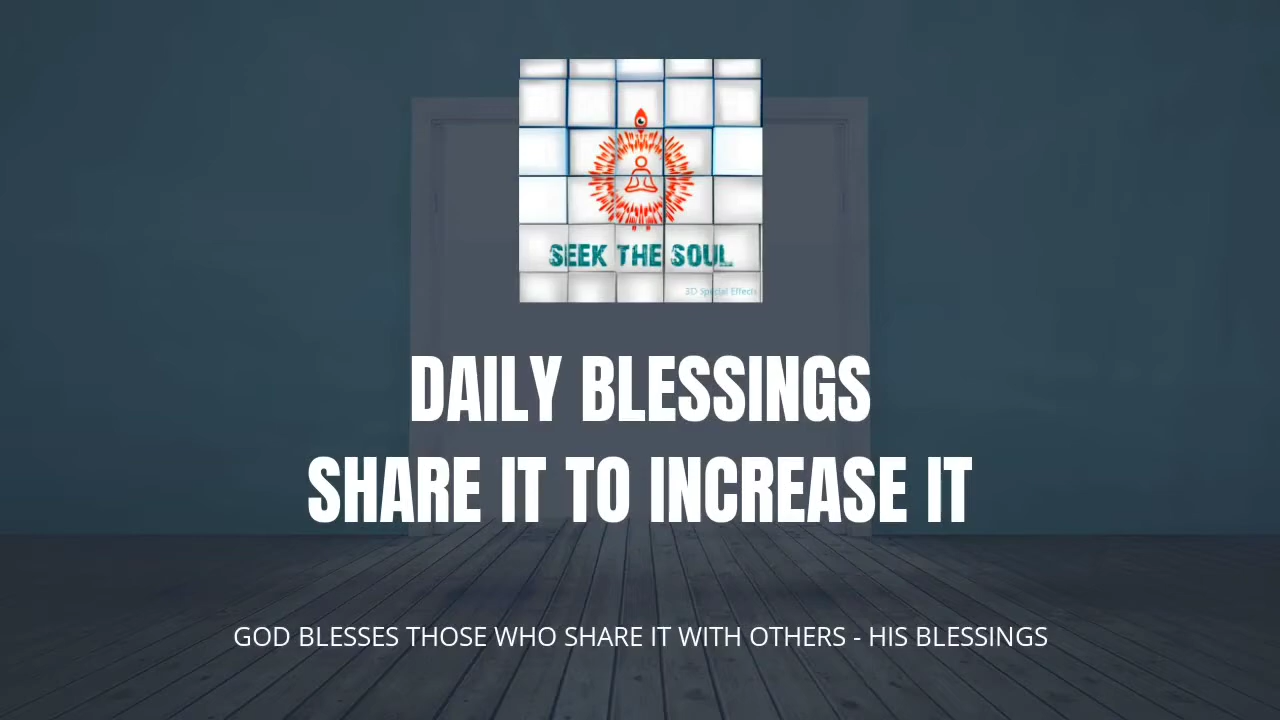 SEEK THE SOUL
3D Special Effects
DAILY BLESSINGS
SHARE IT TO INCREASE IT
GOD BLESSES THOSE WHO SHARE IT WITH OTHERS - HIS BLESSINGS